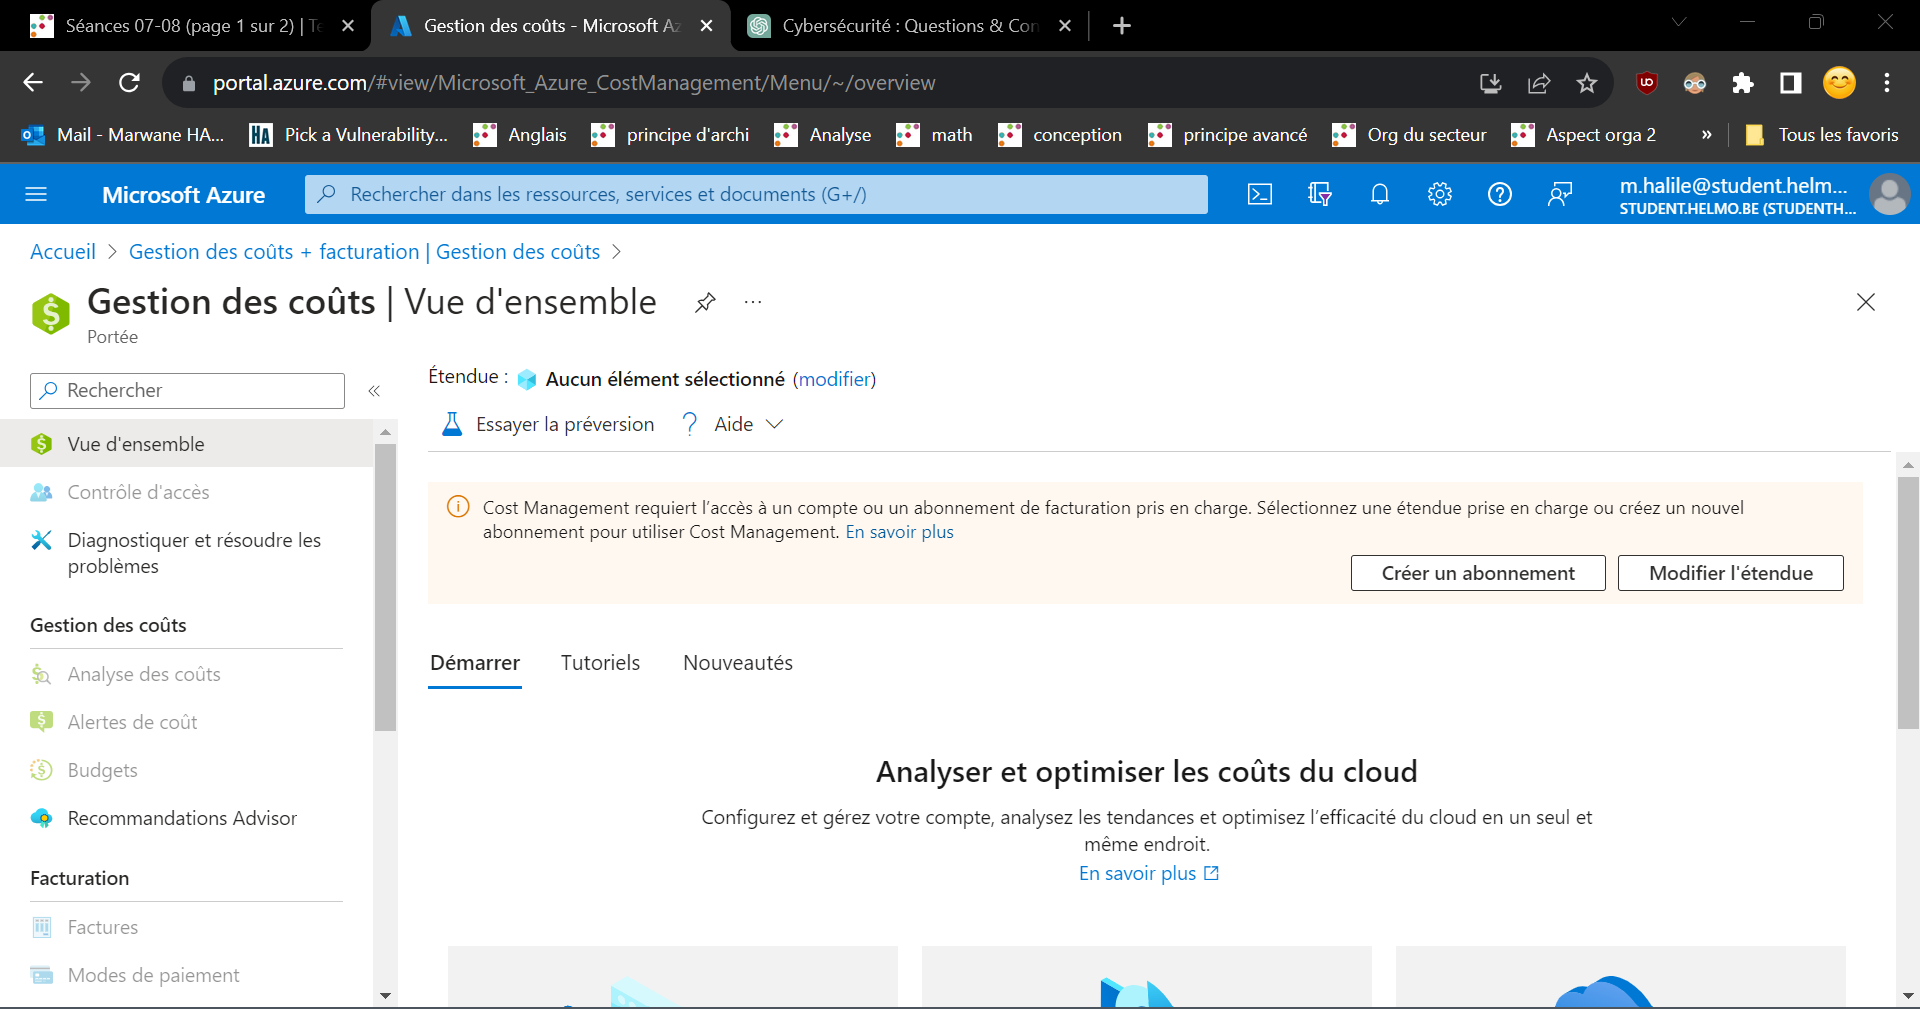 Séances 07-08 (page 1 sur 2) | Te
Gestion des coûts - Microsoft Az
Cybersécurité : Questions & Con
portal.azure.com/#view/Microsoft_Azure_CostManagement/Menu/~/overview
Mail - Marwane HA...
HA
Pick a Vulnerability...
Anglais
principe d'archi
Analyse
math
conception
principe avancé
Org du secteur
Aspect orga 2
»
Tous les favoris
Microsoft Azure
Rechercher dans les ressources, services et documents (G+/)
m.halile@student.helm...
STUDENT.HELMO.BE (STUDENTH...
Accueil > Gestion des coûts + facturation | Gestion des coûts >
Gestion des coûts | Vue d'ensemble
...
Portée
Rechercher
«
Vue d'ensemble
Contrôle d'accès
Diagnostiquer et résoudre les
problèmes
Gestion des coûts
Analyse des coûts
Alertes de coût
Budgets
Recommandations Advisor
Facturation
Factures
Modes de paiement
Étendue : Aucun élément sélectionné (modifier)
Essayer la préversion
? Aide
Cost Management requiert l’accès à un compte ou un abonnement de facturation pris en charge. Sélectionnez une étendue prise en charge ou créez un nouvel
abonnement pour utiliser Cost Management. En savoir plus
Créer un abonnement
Modifier l'étendue
Démarrer
Tutoriels
Nouveautés
Analyser et optimiser les coûts du cloud
Configurez et gérez votre compte, analysez les tendances et optimisez l’efficacité du cloud en un seul et
même endroit.
En savoir plus